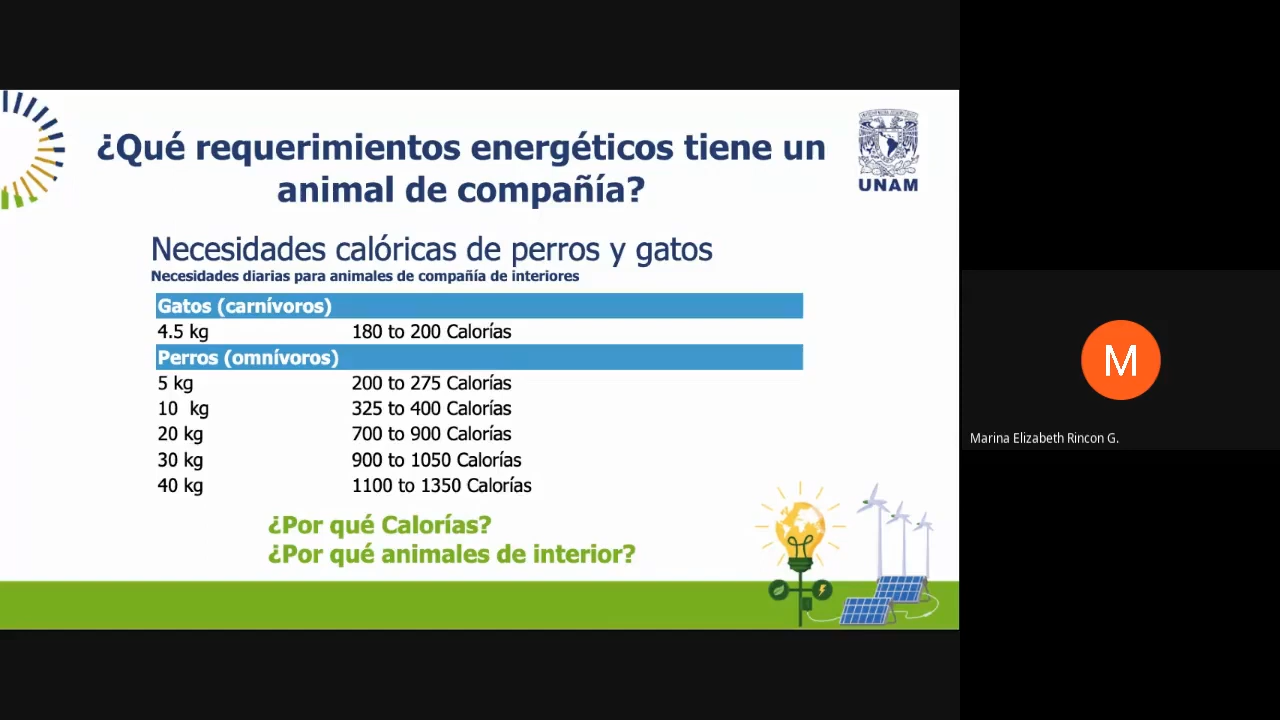 ¿Qué requerimientos energéticos tiene un
animal de compañía?
UNAM
Necesidades calóricas de perros y gatos
Necesidades diarias para animales de compañía de interiores
Gatos (carnívoros)
4.5 kg 180 to 200 Calorías
Perros (omnívoros)
5 kg 200 to 275 Calorías
10 kg 325 to 400 Calorías
20 kg 700 to 900 Calorías
30 kg 900 to 1050 Calorías
40 kg 1100 to 1350 Calorías
¿Por qué Calorías?
¿Por qué animales de interior?
M
Marina Elizabeth Rincon G.